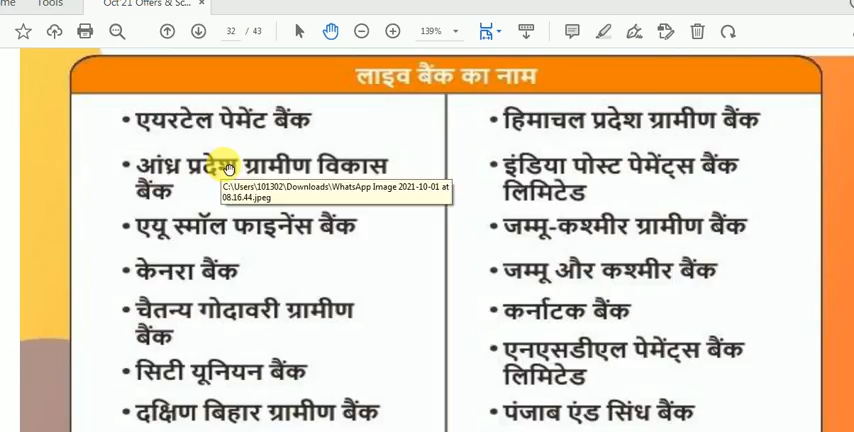 Tools
Oct'21 Offers & Sc... ×
32 / 43
139%
लाइव बैंक का नाम
• एयरटेल पेमेंट बैंक
• आंध्र प्रदेश ग्रामीण विकास
बैंक
C:\Users\101302\Downloads\WhatsApp Image 2021-10-01 at
08.16.44.jpeg
• एयू स्मॉल फाइनेंस बैंक
• केनरा बैंक
• चैतन्य गोदावरी ग्रामीण
बैंक
• सिटी यूनियन बैंक
• दक्षिण बिहार ग्रामीण बैंक
• हिमाचल प्रदेश ग्रामीण बैंक
• इंडिया पोस्ट पेमेंट्स बैंक
लिमिटेड
• जम्मू-कश्मीर ग्रामीण बैंक
• जम्मू और कश्मीर बैंक
• कर्नाटक बैंक
• एनएसडीएल पेमेंट्स बैंक
लिमिटेड
• पंजाब एंड सिंध बैंक